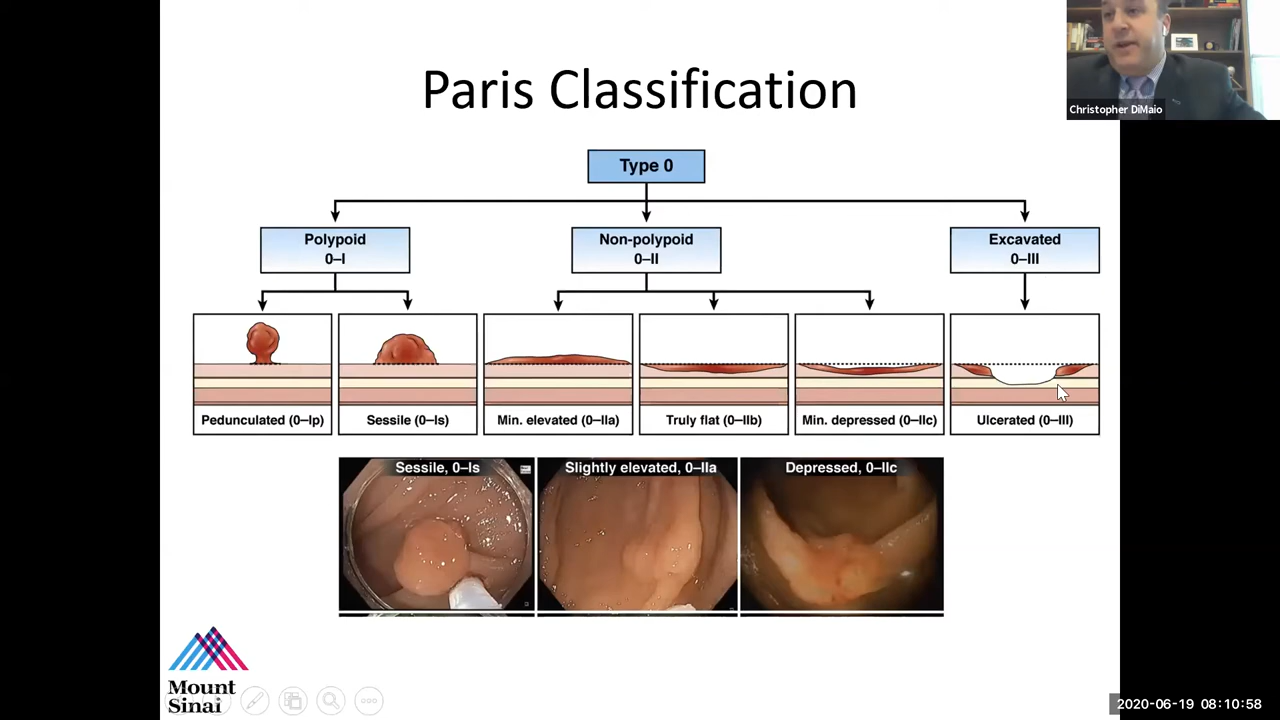 Christopher DiMaio
Paris Classification
Type 0
Polypoid
0–I
Non-polypoid
0–II
Excavated
0–III
Pedunculated (0–Ip)
Sessile (0–Is)
Min. elevated (0–IIa)
Truly flat (0–IIb)
Min. depressed (0–IIc)
Ulcerated (0–III)
Sessile, 0–Is
Slightly elevated, 0–IIa
Depressed, 0–IIc
Mount
Sinai
2020-06-19 08:10:58